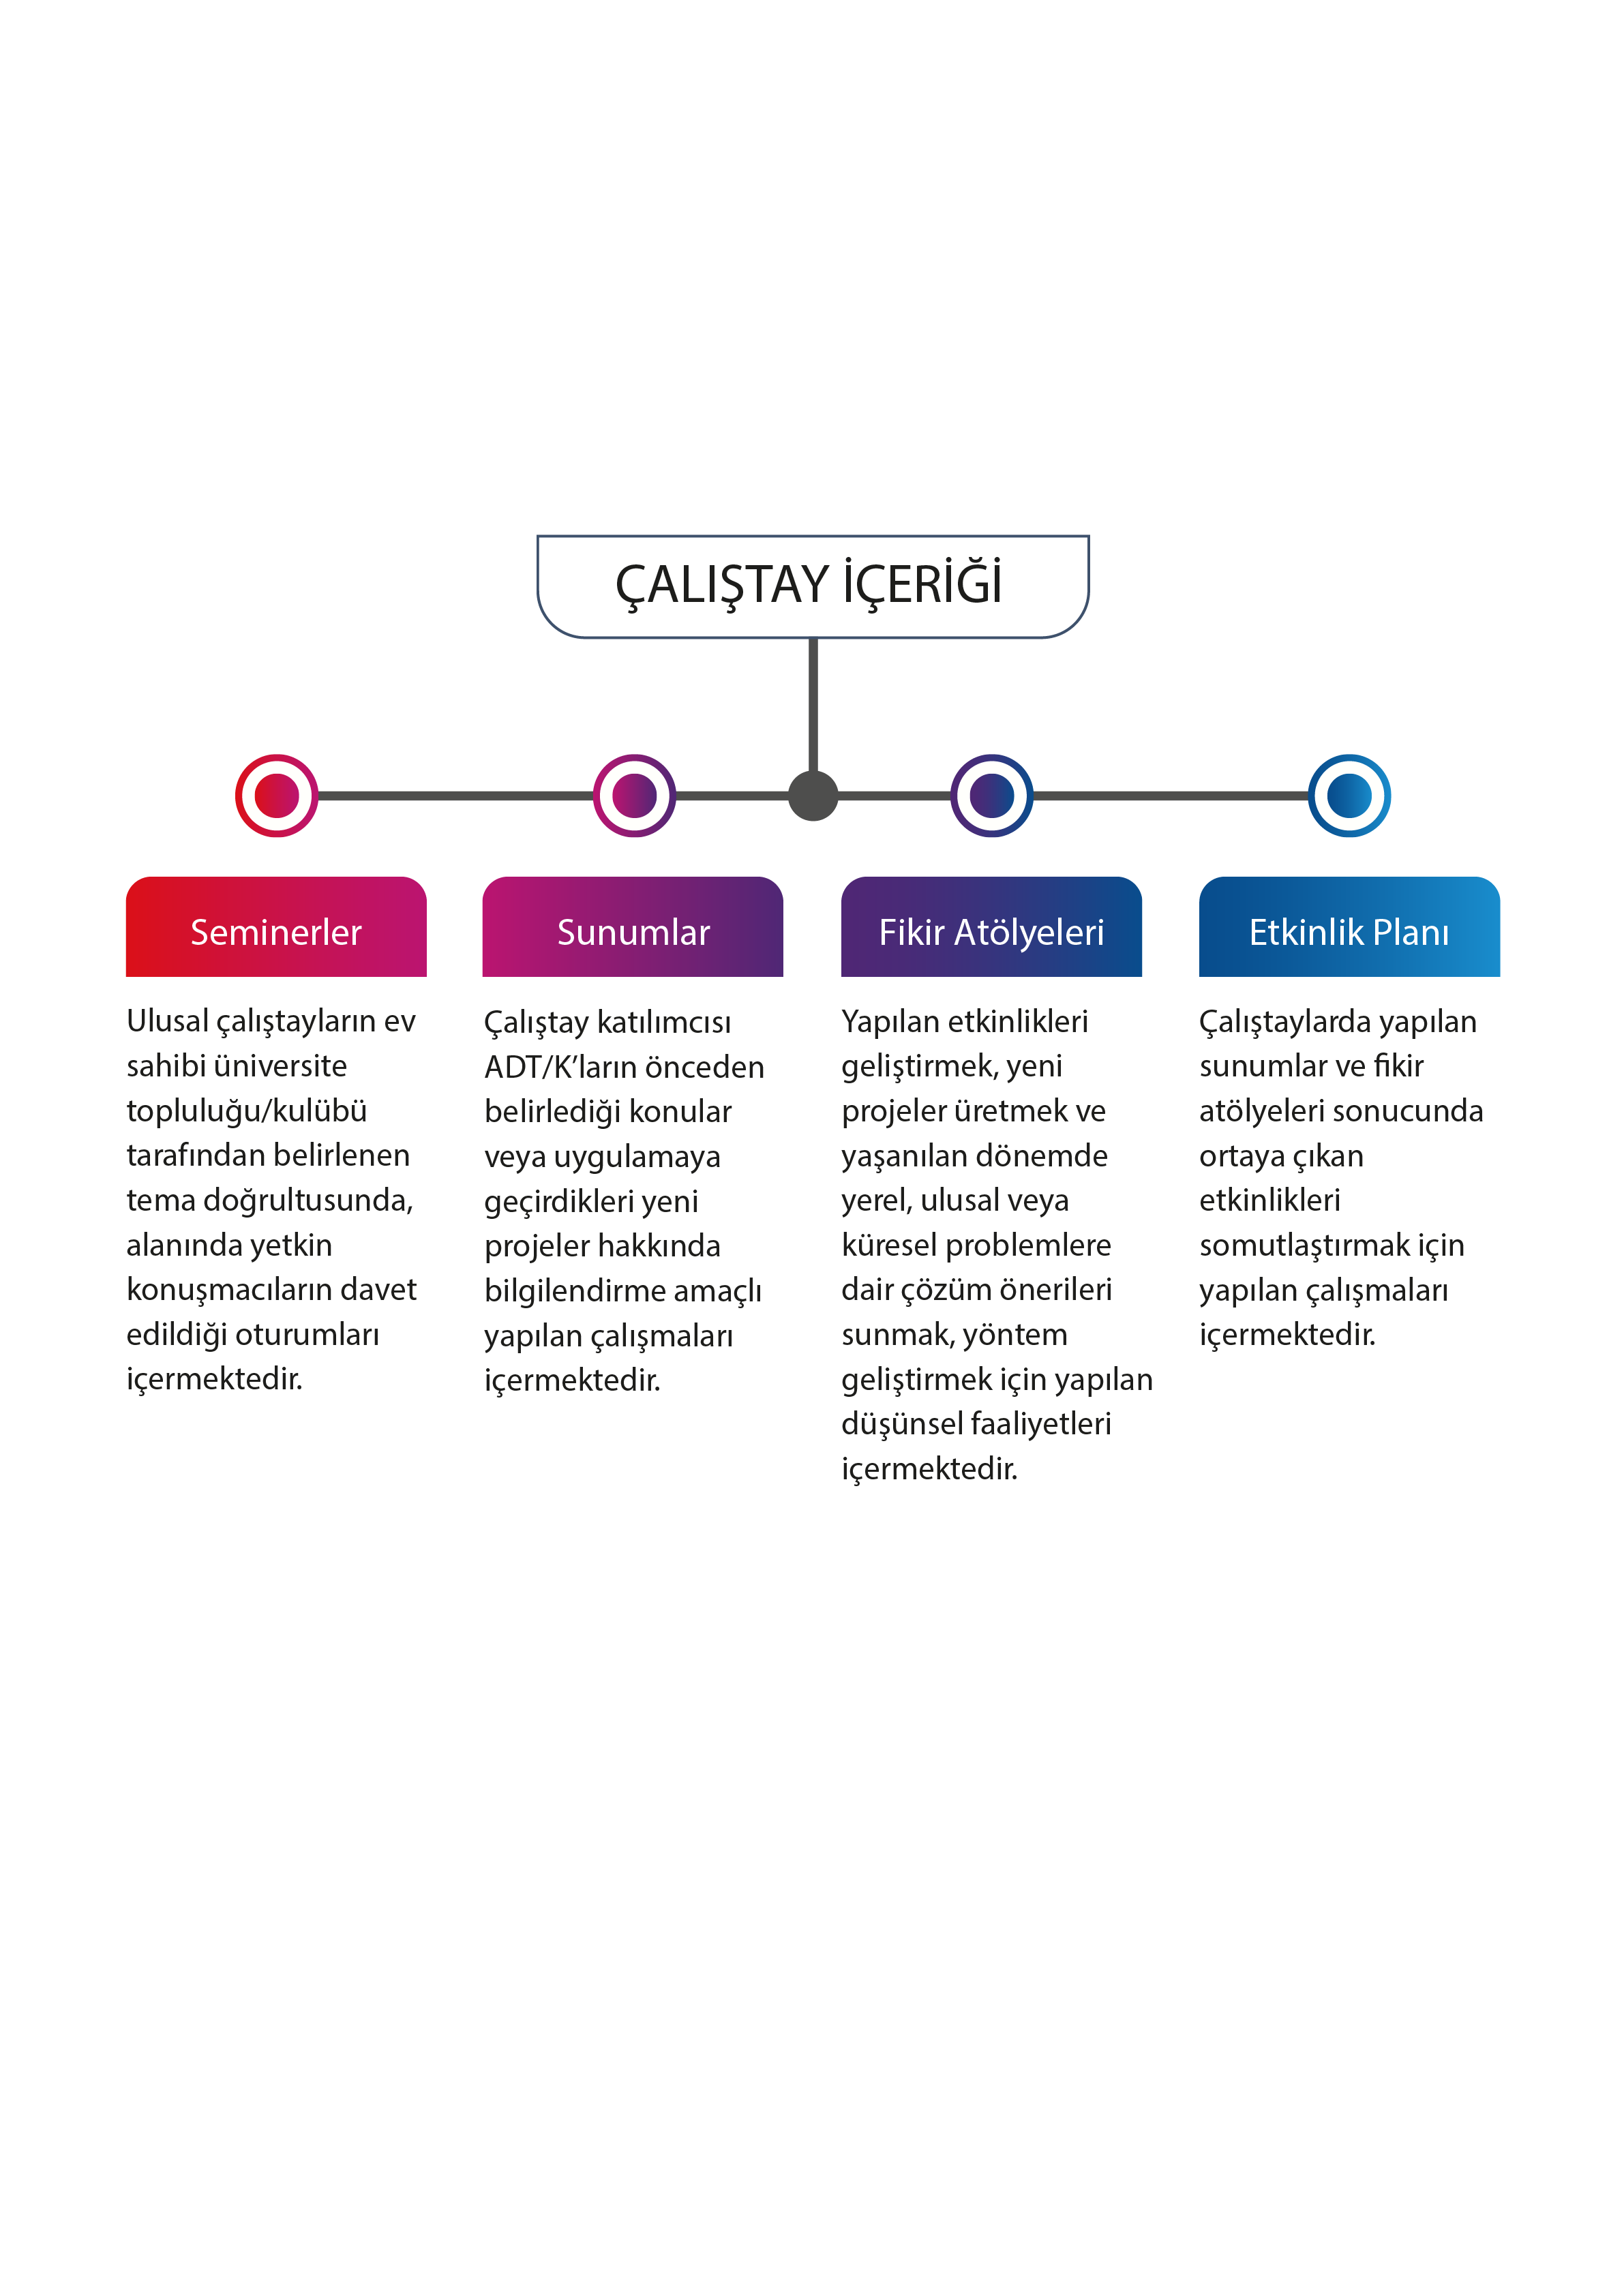 ÇALIŞTAY İÇERİĞİ
Seminerler
Ulusal çalıştayların ev
sahibi üniversite
topluluğu/kulübü
tarafından belirlenen
tema doğrultusunda,
alanında yetkin
konuşmacıların davet
edildiği oturumları
içermektedir.
Sunumlar
Çalıştay katılımcısı
ADT/K’ların önceden
belirlediği konular
veya uygulamaya
geçirdikleri yeni
projeler hakkında
bilgilendirme amaçlı
yapılan çalışmaları
içermektedir.
Fikir Atölyeleri
Yapılan etkinlikleri
geliştirmek, yeni
projeler üretmek ve
yaşanılan dönemde
yerel, ulusal veya
küresel problemlere
dair çözüm önerileri
sunmak, yöntem
geliştirmek için yapılan
düşünsel faaliyetleri
içermektedir.
Etkinlik Planı
Çalıştaylarda yapılan
sunumlar ve fikir
atölyeleri sonucunda
ortaya çıkan
etkinlikleri
somutlaştırmak için
yapılan çalışmaları
içermektedir.